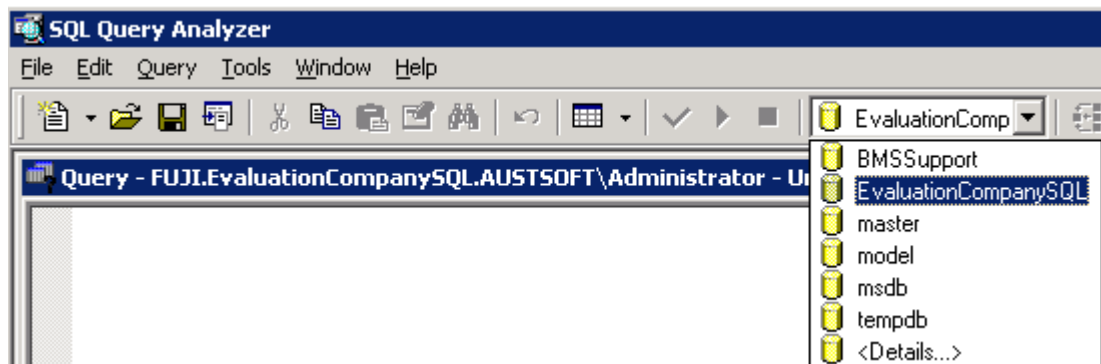 SQL Query Analyzer
File Edit Query Tools Window Help
EvaluationComp
Query - FUJI.EvaluationCompanySQL.AUSTSOFT\Administrator - U
BMSSupport
EvaluationCompanySQL
master
model
msdb
tempdb
<Details...>